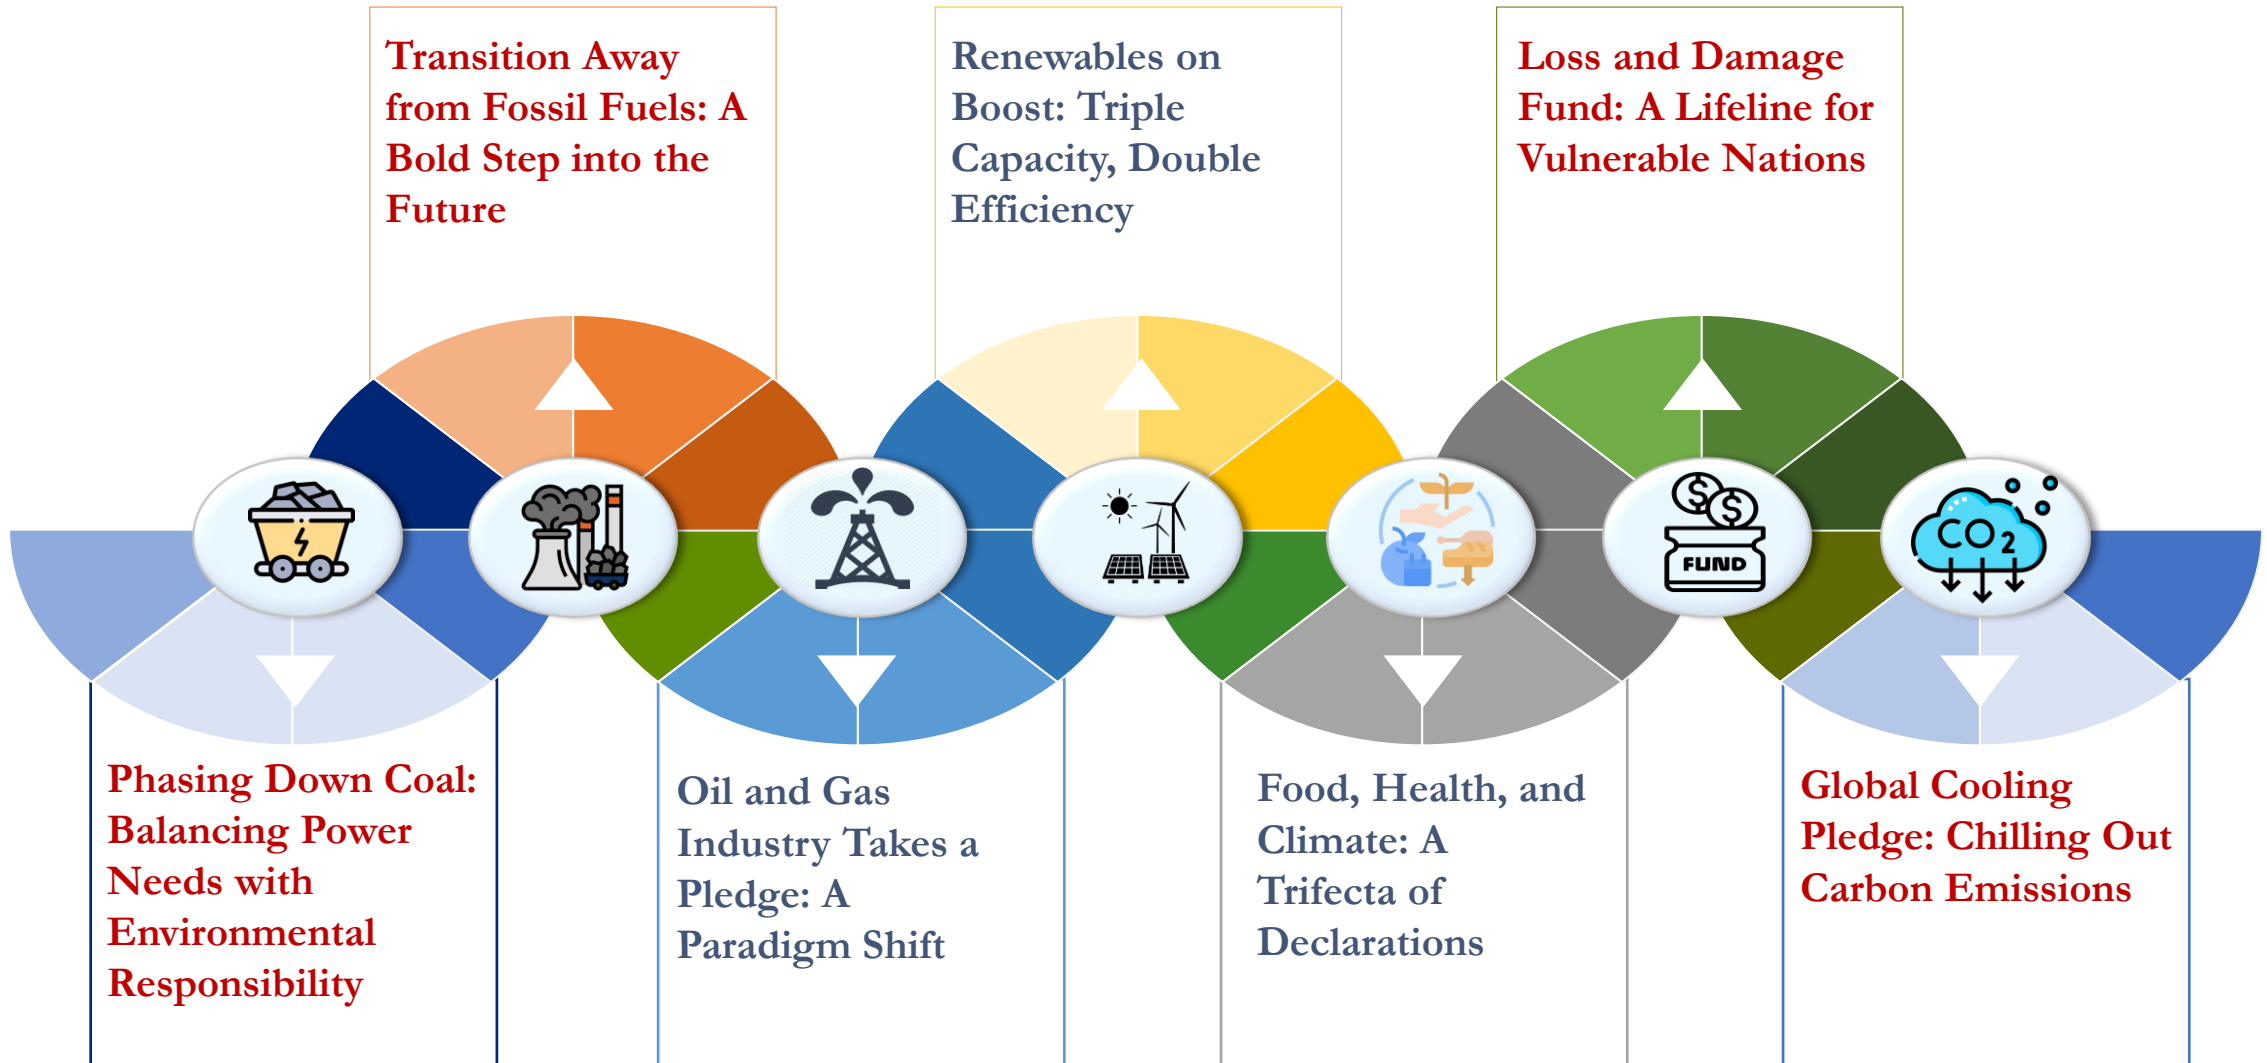 Transition Away
from Fossil Fuels: A
Bold Step into the
Future
Renewables on
Boost: Triple
Capacity, Double
Efficiency
Loss and Damage
Fund: A Lifeline for
Vulnerable Nations
FUND
CO2
Phasing Down Coal:
Balancing Power
Needs with
Environmental
Responsibility
Oil and Gas
Industry Takes a
Pledge: A
Paradigm Shift
Food, Health, and
Climate: A
Trifecta of
Declarations
Global Cooling
Pledge: Chilling Out
Carbon Emissions